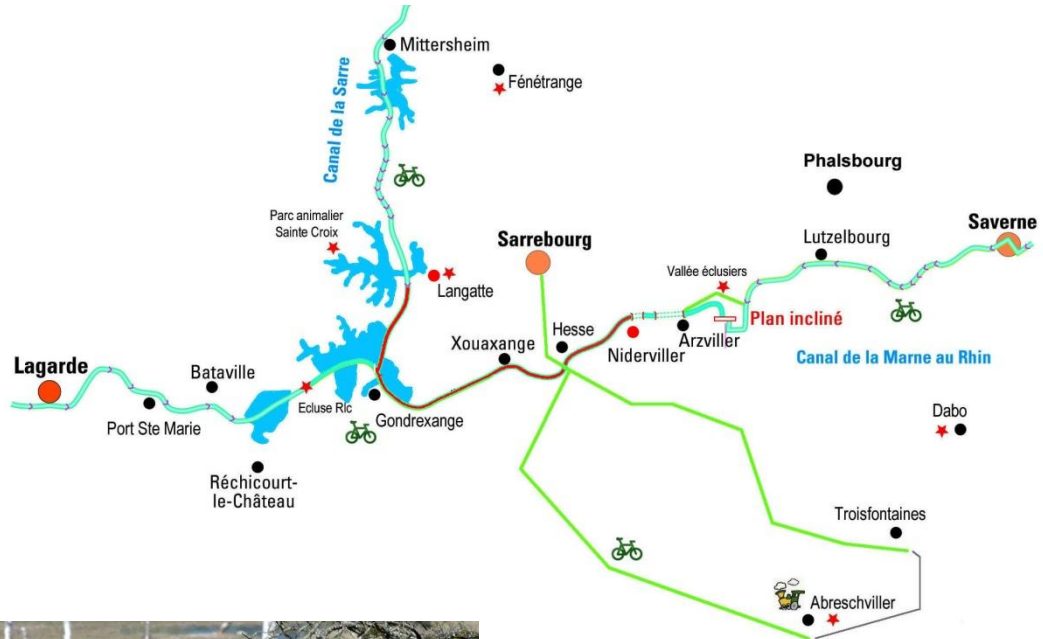 Mittersheim
Fénétrange
Canal de la Sarre
Phalsbourg
Parc animalier
Sainte Croix
Saverne
Sarrebourg
Lutzelbourg
Langatte
Vallée éclusiers
Plan incliné
Hesse
Xouaxange
Arzviller
Niderviller
Canal de la Marne au Rhin
Lagarde
Bataville
Ecluse Rlc
Gondrexange
Port Ste Marie
Dabo
Réchicourt-
le-Château
Troisfontaines
Abreschviller